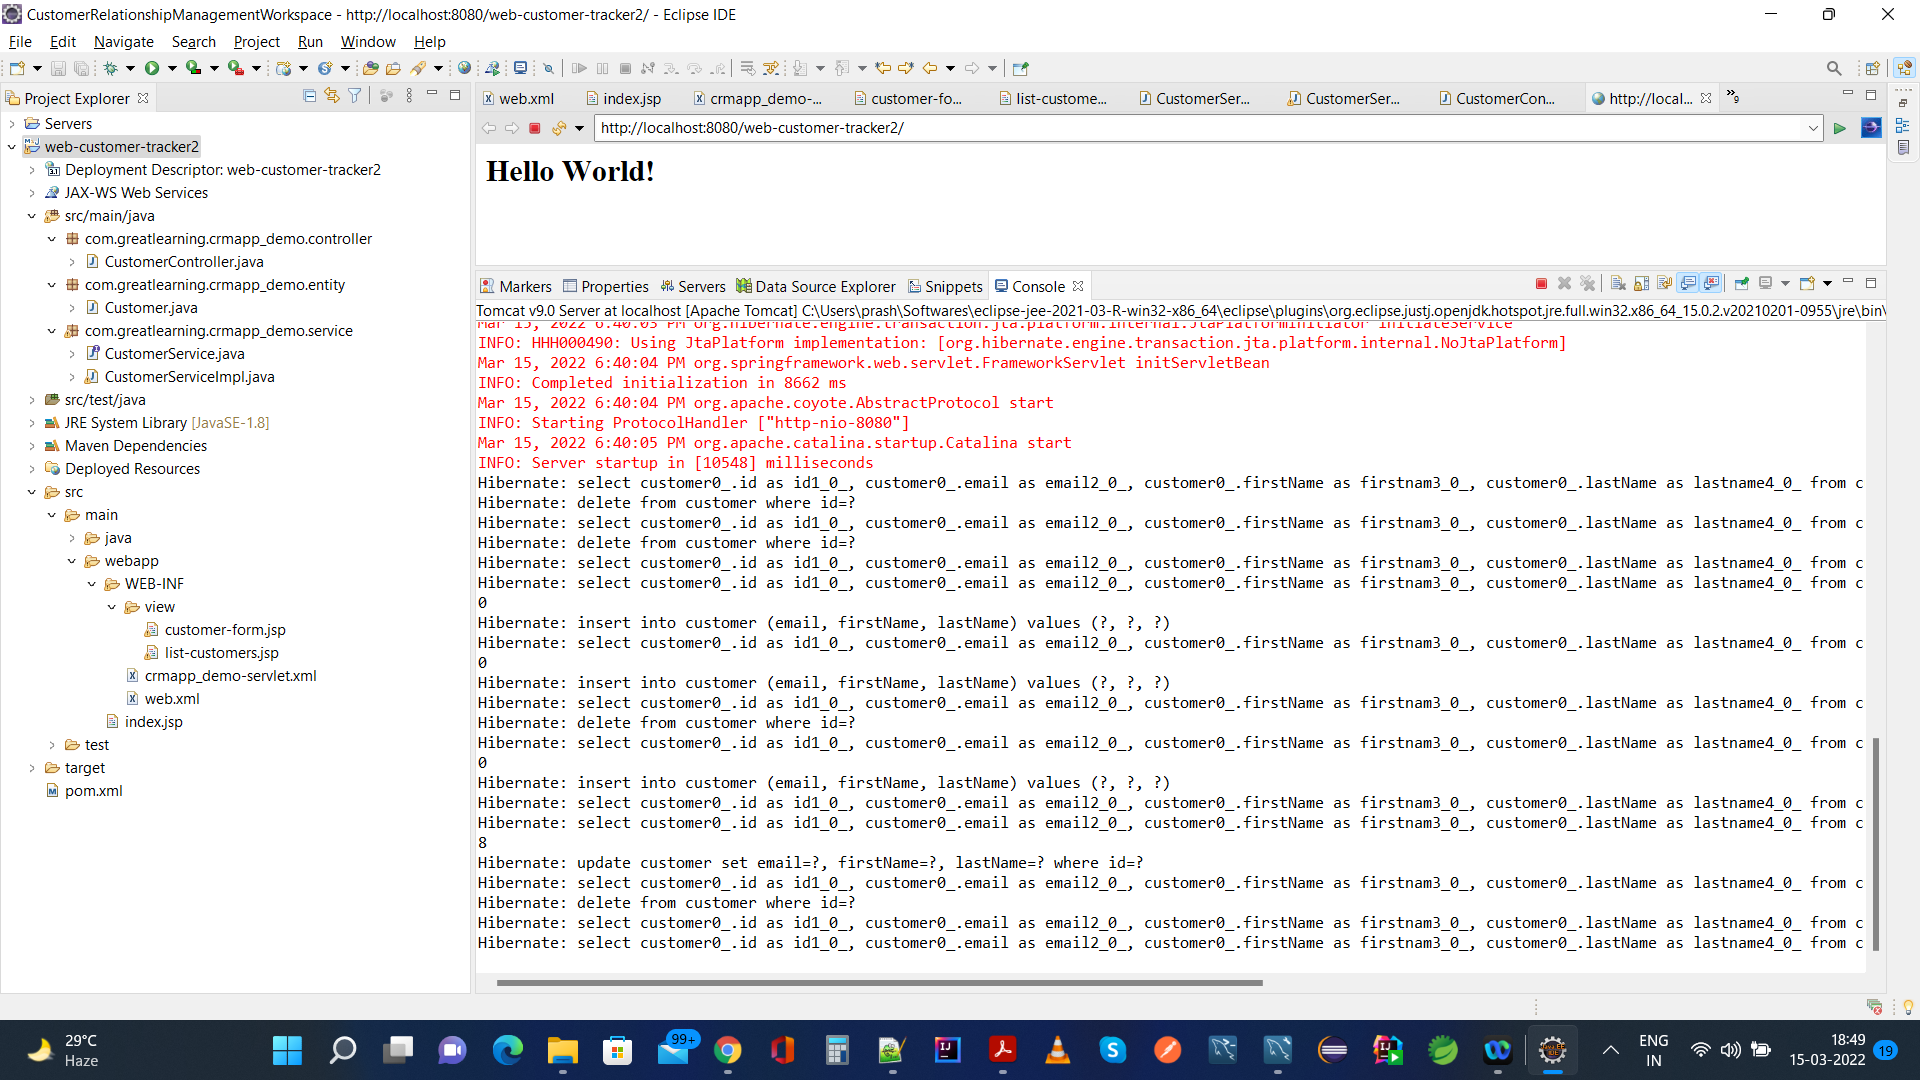 CustomerRelationshipManagementWorkspace - http://localhost:8080/web-customer-tracker2/ - Eclipse IDE
File Edit Navigate Search Project Run Window Help
Project Explorer
web.xml index.jsp crmapp_demo-... customer-fo... list-custome... CustomerSer... CustomerSer... CustomerCon... http://local... 9
http://localhost:8080/web-customer-tracker2/
Servers
web-customer-tracker2
Deployment Descriptor: web-customer-tracker2
JAX-WS Web Services
src/main/java
com.greatlearning.crmapp_demo.controller
CustomerController.java
com.greatlearning.crmapp_demo.entity
Customer.java
com.greatlearning.crmapp_demo.service
CustomerService.java
CustomerServiceImpl.java
src/test/java
JRE System Library [JavaSE-1.8]
Maven Dependencies
Deployed Resources
src
main
java
webapp
WEB-INF
view
customer-form.jsp
list-customers.jsp
crmapp_demo-servlet.xml
web.xml
index.jsp
test
target
pom.xml
Hello World!
Markers Properties Servers Data Source Explorer Snippets Console
Tomcat v9.0 Server at localhost [Apache Tomcat] C:\Users\prash\Softwares\eclipse-jee-2021-03-R-win32-x86_64\eclipse\plugins\org.eclipse.justj.openjdk.hotspot.jre.full.win32.x86_64_15.0.2.v20210201-0955\jre\bin\
Mar 15, 2022 6:40:03 PM org.hibernate.engine.transaction.jta.platform.internal.JtaPlatformInitiator initiateService
INFO: HHH000490: Using JtaPlatform implementation: [org.hibernate.engine.transaction.jta.platform.internal.NoJtaPlatform]
Mar 15, 2022 6:40:04 PM org.springframework.web.servlet.FrameworkServlet initServletBean
INFO: Completed initialization in 8662 ms
Mar 15, 2022 6:40:04 PM org.apache.coyote.AbstractProtocol start
INFO: Starting ProtocolHandler ["http-nio-8080"]
Mar 15, 2022 6:40:05 PM org.apache.catalina.startup.Catalina start
INFO: Server startup in [10548] milliseconds
Hibernate: select customer0_.id as id1_0_, customer0_.email as email2_0_, customer0_.firstName as firstnam3_0_, customer0_.lastName as lastname4_0_ from c
Hibernate: delete from customer where id=?
Hibernate: select customer0_.id as id1_0_, customer0_.email as email2_0_, customer0_.firstName as firstnam3_0_, customer0_.lastName as lastname4_0_ from c
Hibernate: delete from customer where id=?
Hibernate: select customer0_.id as id1_0_, customer0_.email as email2_0_, customer0_.firstName as firstnam3_0_, customer0_.lastName as lastname4_0_ from c
Hibernate: select customer0_.id as id1_0_, customer0_.email as email2_0_, customer0_.firstName as firstnam3_0_, customer0_.lastName as lastname4_0_ from c
0
Hibernate: insert into customer (email, firstName, lastName) values (?, ?, ?)
Hibernate: select customer0_.id as id1_0_, customer0_.email as email2_0_, customer0_.firstName as firstnam3_0_, customer0_.lastName as lastname4_0_ from c
0
Hibernate: insert into customer (email, firstName, lastName) values (?, ?, ?)
Hibernate: select customer0_.id as id1_0_, customer0_.email as email2_0_, customer0_.firstName as firstnam3_0_, customer0_.lastName as lastname4_0_ from c
Hibernate: delete from customer where id=?
Hibernate: select customer0_.id as id1_0_, customer0_.email as email2_0_, customer0_.firstName as firstnam3_0_, customer0_.lastName as lastname4_0_ from c
0
Hibernate: insert into customer (email, firstName, lastName) values (?, ?, ?)
Hibernate: select customer0_.id as id1_0_, customer0_.email as email2_0_, customer0_.firstName as firstnam3_0_, customer0_.lastName as lastname4_0_ from c
Hibernate: select customer0_.id as id1_0_, customer0_.email as email2_0_, customer0_.firstName as firstnam3_0_, customer0_.lastName as lastname4_0_ from c
8
Hibernate: update customer set email=?, firstName=?, lastName=? where id=?
Hibernate: select customer0_.id as id1_0_, customer0_.email as email2_0_, customer0_.firstName as firstnam3_0_, customer0_.lastName as lastname4_0_ from c
Hibernate: delete from customer where id=?
Hibernate: select customer0_.id as id1_0_, customer0_.email as email2_0_, customer0_.firstName as firstnam3_0_, customer0_.lastName as lastname4_0_ from c
Hibernate: select customer0_.id as id1_0_, customer0_.email as email2_0_, customer0_.firstName as firstnam3_0_, customer0_.lastName as lastname4_0_ from c
29°C
Haze
99+
ENG
IN
18:49
15-03-2022
19